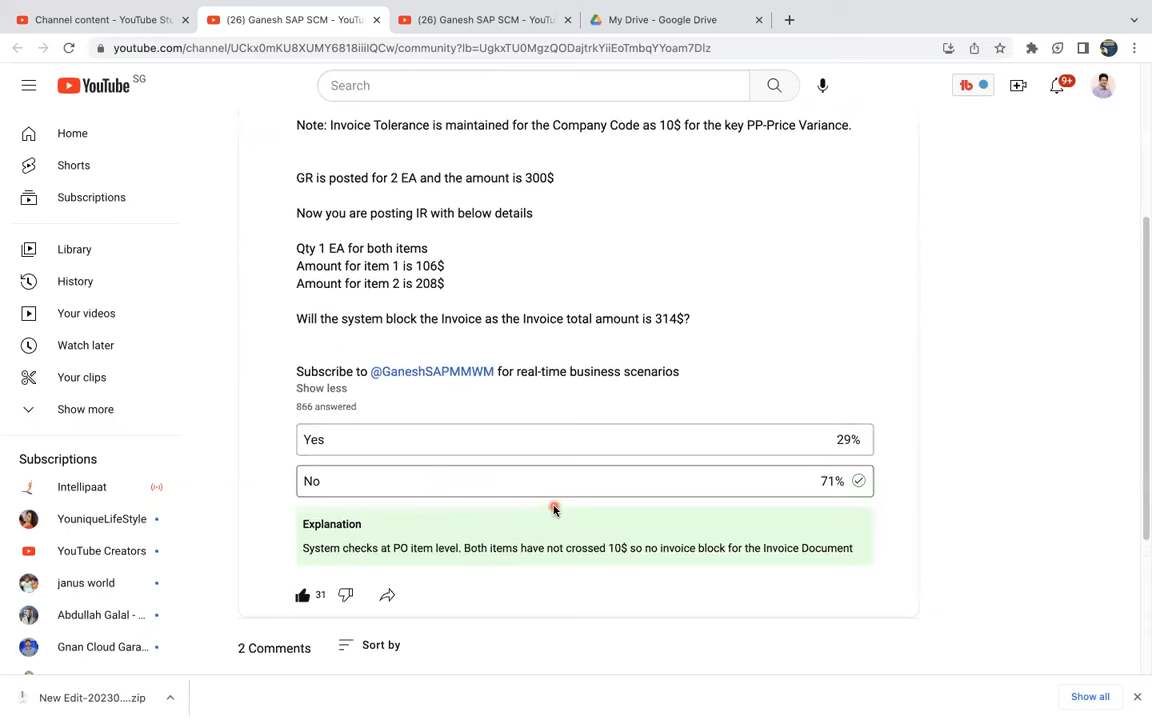 Content patterns - YouTube Stu
(26) Ganesh SAP SCM - YouTu
(26) Ganesh SAP SCM - YouTu
My Drive - Google Drive
youtube.com/channel/UCkx0mKU8XUMY6818iiilQCw/community?lb=UgkxTU0MgzQODajtrkYiiEoTmbqYYoam7Dlz
YouTube SG
Search
tb
9+
Home
Shorts
Subscriptions
Library
History
Your videos
Watch later
Your clips
Show more
Subscriptions
Intellipaat
YouniqueLifeStyle
YouTube Creators
janus world
Abdullah Galal - ...
Gnan Cloud Gara...
Note: Invoice Tolerance is maintained for the Company Code as 10$ for the key PP-Price Variance.
GR is posted for 2 EA and the amount is 300$
Now you are posting IR with below details
Qty 1 EA for both items
Amount for item 1 is 106$
Amount for item 2 is 208$
Will the system block the Invoice as the Invoice total amount is 314$?
Subscribe to @GaneshSAPMMWM for real-time business scenarios
Show less
866 answered
Yes 29%
No 71%
Explanation
System checks at PO item level. Both items have not crossed 10$ so no invoice block for the Invoice Document
31
2 Comments
Sort by
New Edit-20230....zip
Show all